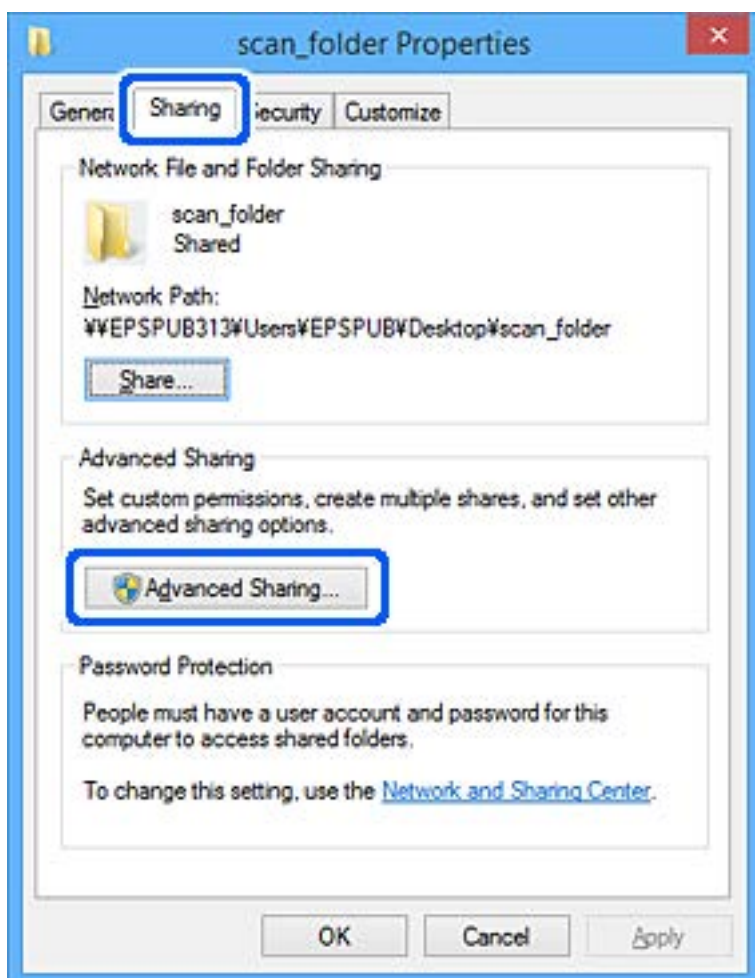 scan_folder Properties
General Sharing Security Customize
Network File and Folder Sharing
scan_folder
Shared
Network Path:
¥¥EPSPUB313¥Users¥EPSPUB¥Desktop¥scan_folder
Share...
Advanced Sharing
Set custom permissions, create multiple shares, and set other
advanced sharing options.
Advanced Sharing...
Password Protection
People must have a user account and password for this
computer to access shared folders.
To change this setting, use the Network and Sharing Center.
OK Cancel Apply